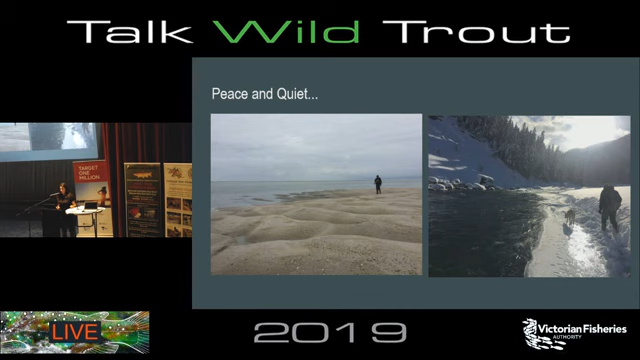 Talk Wild Trout
Peace and Quiet...
TARGET
ONE
MILLION
LIVE
2019
Victorian Fisheries
AUTHORITY